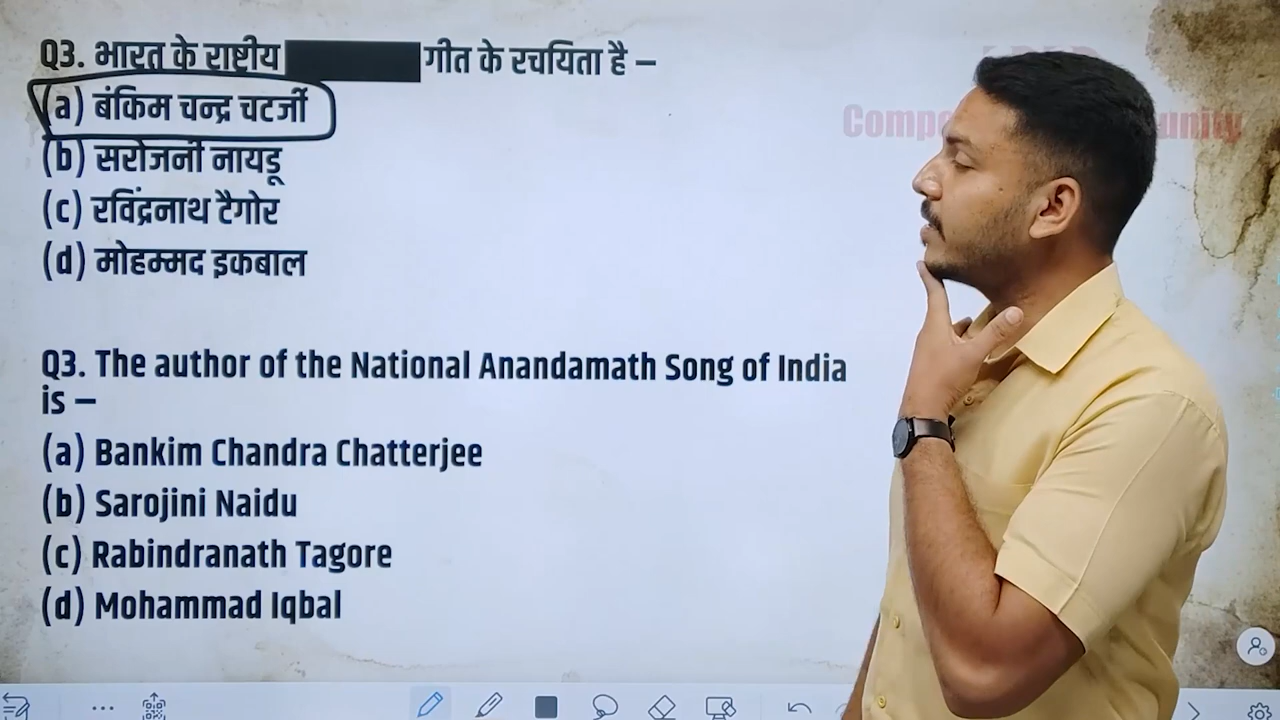 Q3. भारत के राष्ट्रीय गीत के रचयिता है –
(a) बंकिम चन्द्र चटर्जी
(b) सरोजनी नायडू
(c) रविंद्रनाथ टैगोर
(d) मोहम्मद इकबाल
Q3. The author of the National Anandamath Song of India
is –
(a) Bankim Chandra Chatterjee
(b) Sarojini Naidu
(c) Rabindranath Tagore
(d) Mohammad Iqbal